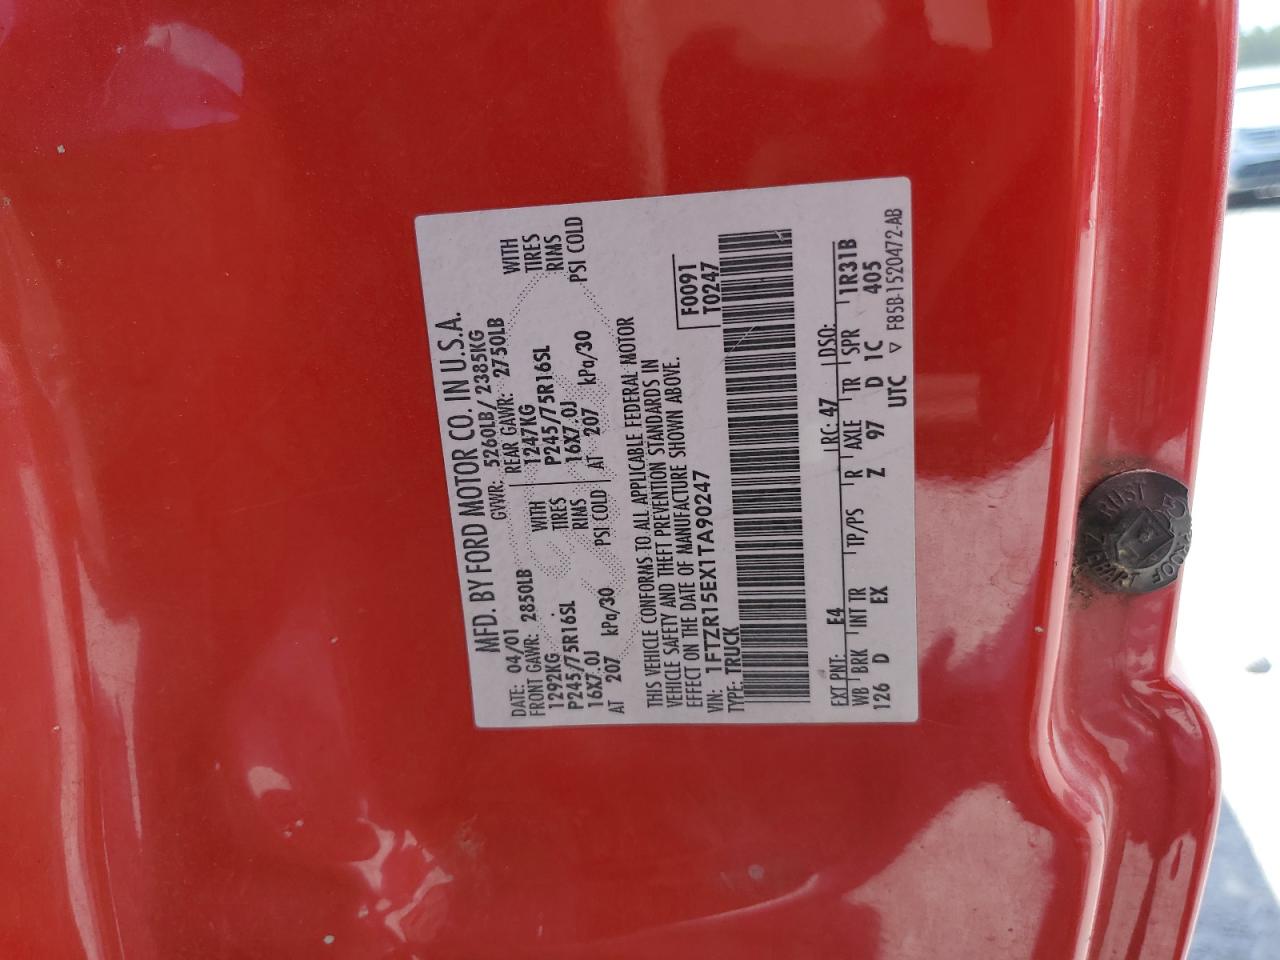 MFD. BY FORD MOTOR CO. IN U.S.A.
DATE: 04/01 GVWR: 5260LB/ 2385KG
FRONT GAWR: 2850LB REAR GAWR: 2750LB
1292KG WITH 1247KG WITH
P245/75R16SL TIRES P245/75R16SL TIRES
16X7.0J RIMS 16X7.0J RIMS
AT 207 kPa/30 PSI COLD AT 207 kPa/30 PSI COLD
THIS VEHICLE CONFORMS TO ALL APPLICABLE FEDERAL MOTOR
VEHICLE SAFETY AND THEFT PREVENTION STANDARDS IN
EFFECT ON THE DATE OF MANUFACTURE SHOWN ABOVE.
F0091
T0247
VIN: 1FTZR15EX1TA90247
TYPE: TRUCK
EXT PNT: E4 RC: 47 DSO:
WB BRK INT TR TP/PS R AXLE TR SPR 1R31B
126 D EX Z 97 D 1C 405
UTC ▽ F85B-1520472-AB
RUST
PROOF